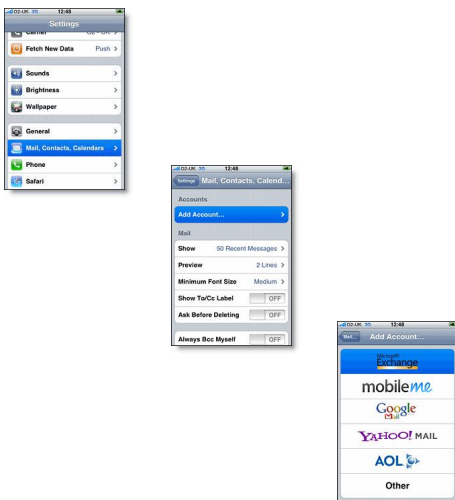 O2-UK 3G 12:48
Settings
Carrier O2 - UK >
Fetch New Data Push >
Sounds >
Brightness >
Wallpaper >
General >
Mail, Contacts, Calendars >
Phone >
Safari >
O2-UK 3G 12:48
Settings Mail, Contacts, Calend...
Accounts
Add Account... >
Mail
Show 50 Recent Messages >
Preview 2 Lines >
Minimum Font Size Medium >
Show To/Cc Label OFF
Ask Before Deleting OFF
Always Bcc Myself OFF
O2-UK 3G 12:48
Mail... Add Account...
Microsoft
Exchange
mobileme
Google
Mail
YAHOO! MAIL
AOL
Other